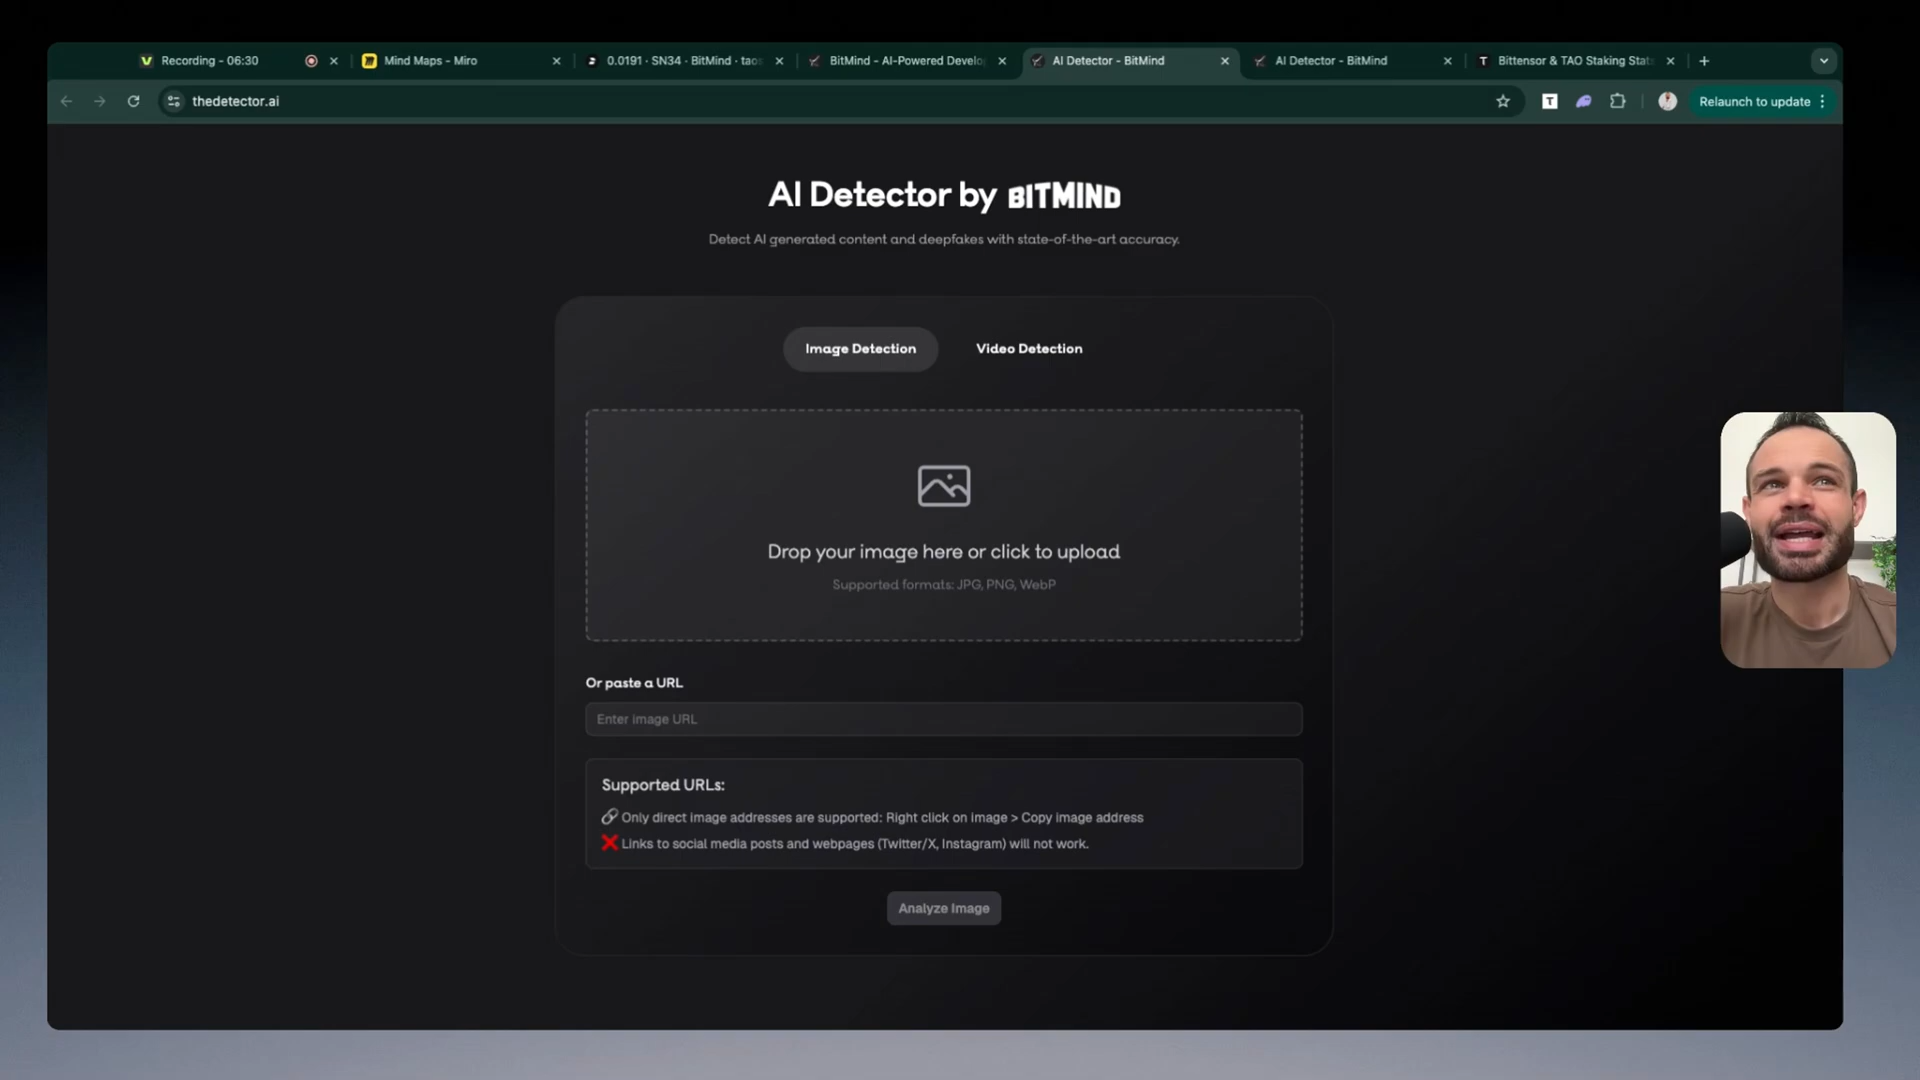 Recording - 06:30
Mind Maps - Miro
0.0191 · SN34 · BitMind · tao
BitMind - AI-Powered Develo
AI Detector - BitMind
AI Detector - BitMind
Bittensor & TAO Staking Stat
thedetector.ai
Relaunch to update
AI Detector by BITMIND
Detect AI generated content and deepfakes with state-of-the-art accuracy.
Image Detection
Video Detection
Drop your image here or click to upload
Supported formats: JPG, PNG, WebP
Or paste a URL
Enter image URL
Supported URLs:
Only direct image addresses are supported: Right click on image > Copy image address
Links to social media posts and webpages (Twitter/X, Instagram) will not work.
Analyze Image